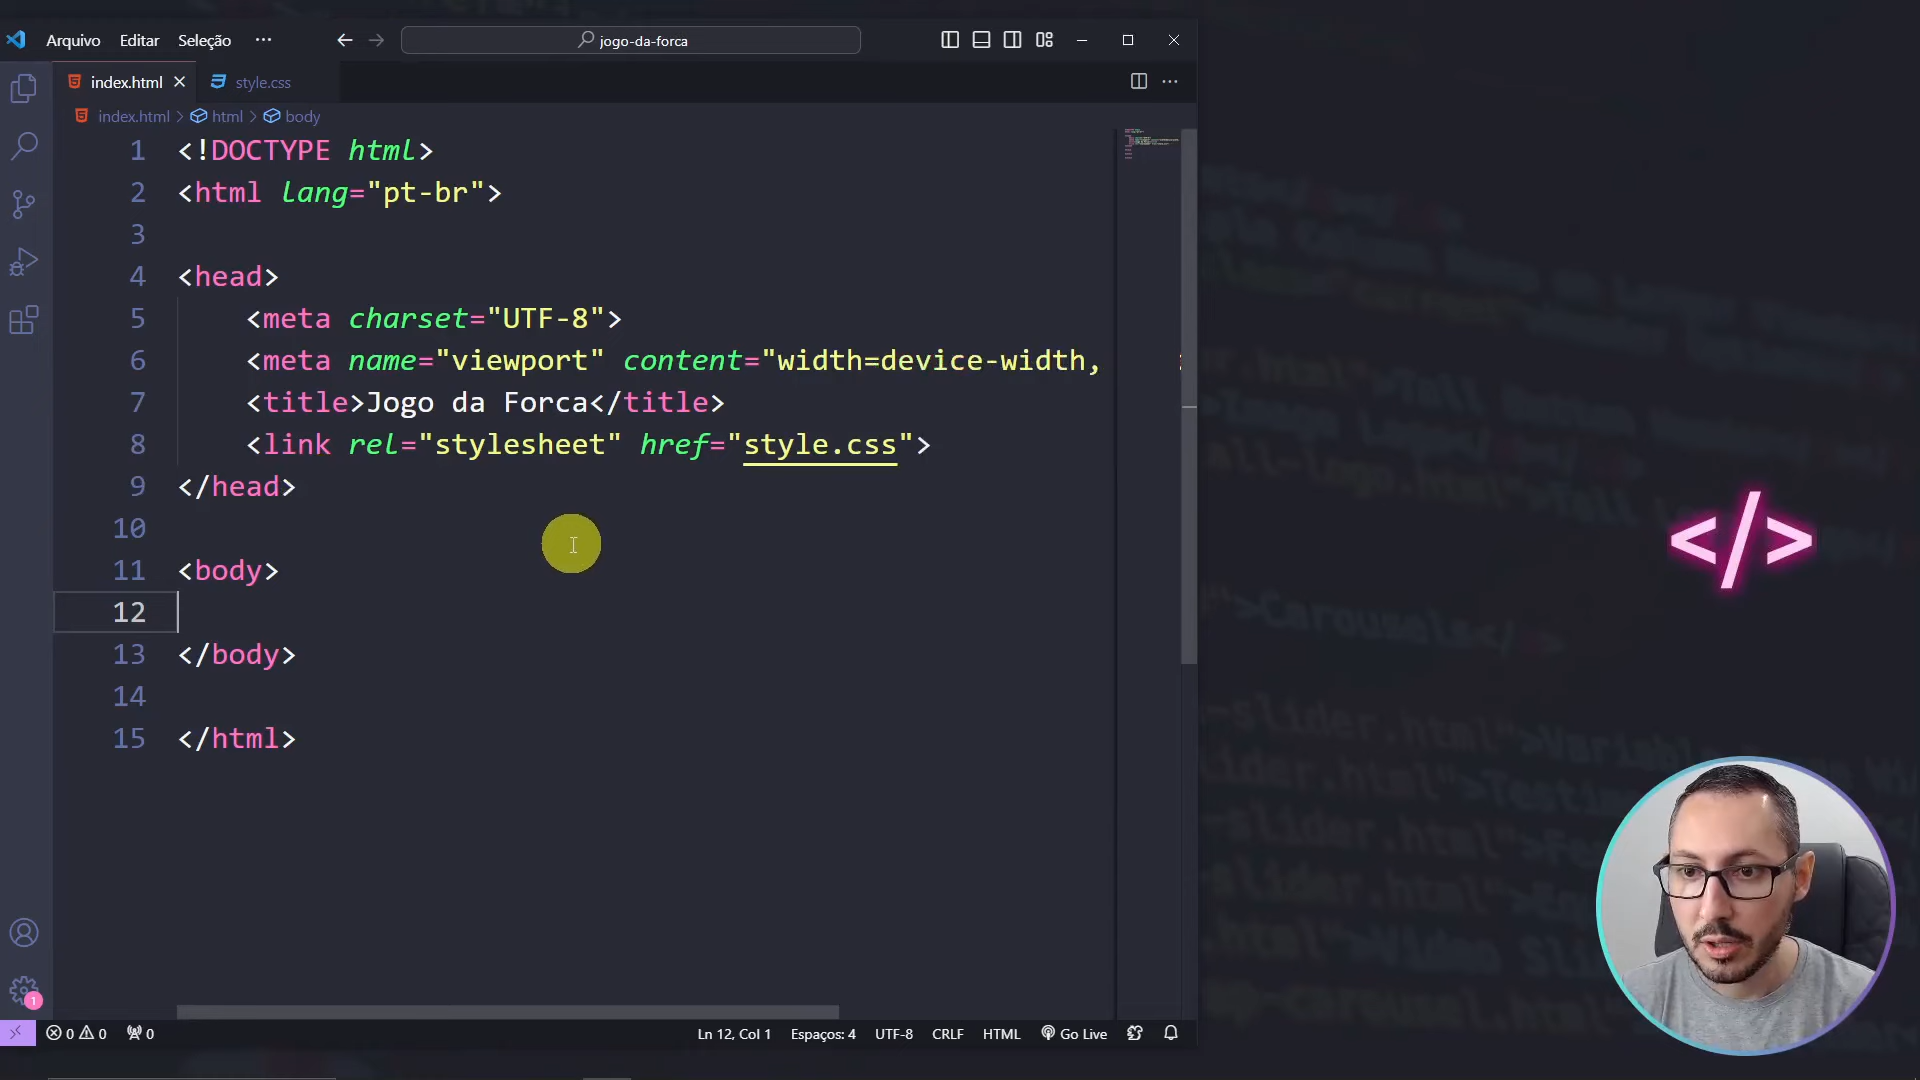 Arquivo Editar Seleção ···
jogo-da-forca
index.html
style.css
index.html > html > body
1 <!DOCTYPE html>
2 <html lang="pt-br">
3
4 <head>
5 <meta charset="UTF-8">
6 <meta name="viewport" content="width=device-width,
7 <title>Jogo da Forca</title>
8 <link rel="stylesheet" href="style.css">
9 </head>
10
11 <body>
12
13 </body>
14
15 </html>
</>
1
0 0 0
Ln 12, Col 1 Espaços: 4 UTF-8 CRLF HTML Go Live